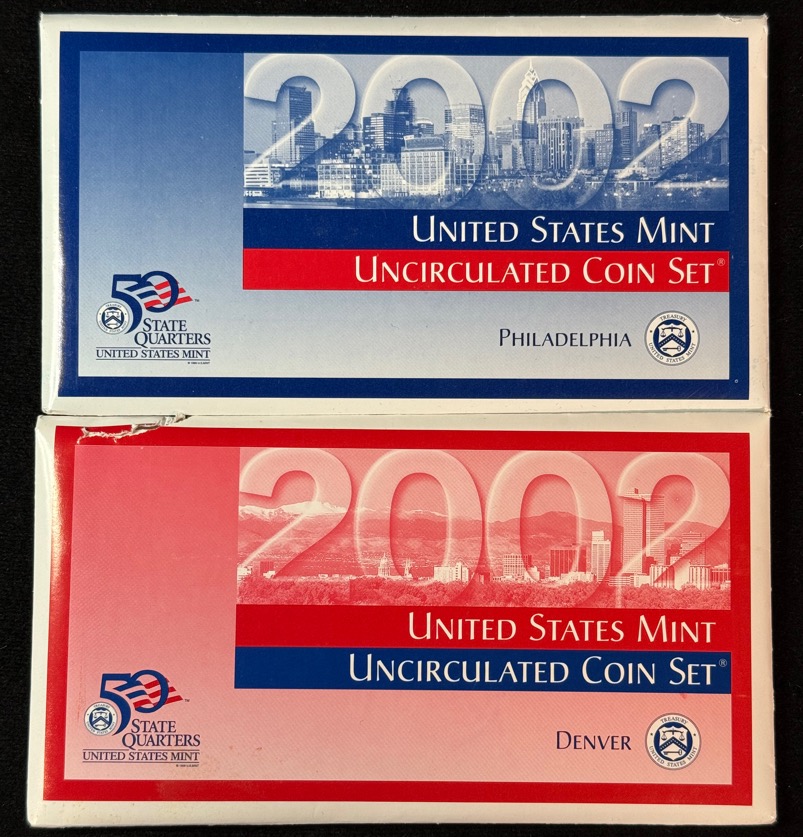 2002
UNITED STATES MINT
UNCIRCULATED COIN SET®
50
STATE
QUARTERS
UNITED STATES MINT
PHILADELPHIA
TREASURY
UNITED STATES MINT
2002
UNITED STATES MINT
UNCIRCULATED COIN SET®
50
STATE
QUARTERS
UNITED STATES MINT
DENVER
TREASURY
UNITED STATES MINT